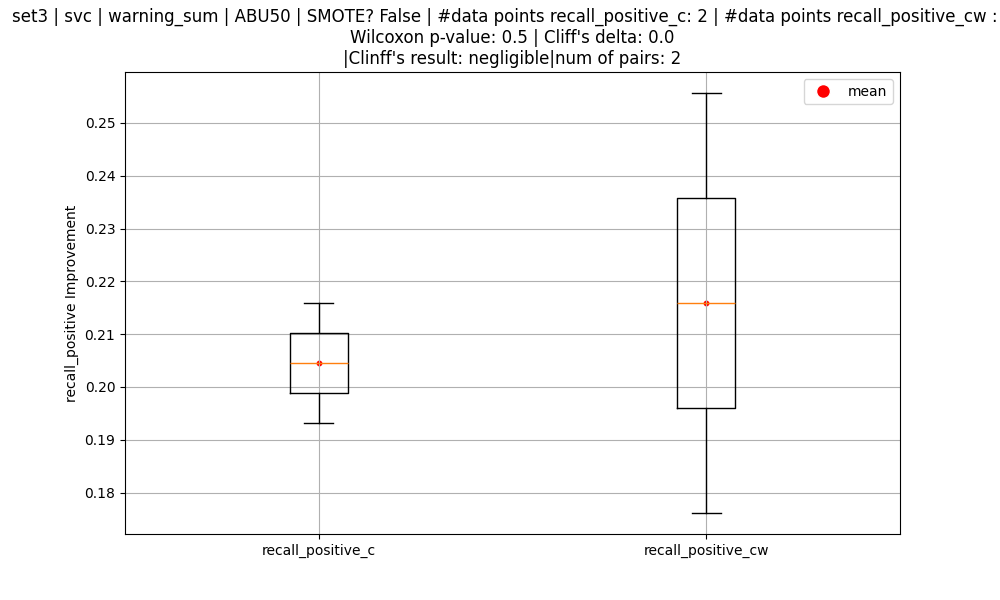 set3 | svc | warning_sum | ABU50 | SMOTE? False | #data points recall_positive_c: 2 | #data points recall_positive_cw :
Wilcoxon p-value: 0.5 | Cliff's delta: 0.0
|Clinff's result: negligible|num of pairs: 2
mean
0.25
0.24
0.23
0.22
0.21
0.20
0.19
0.18
recall_positive Improvement
recall_positive_c
recall_positive_cw